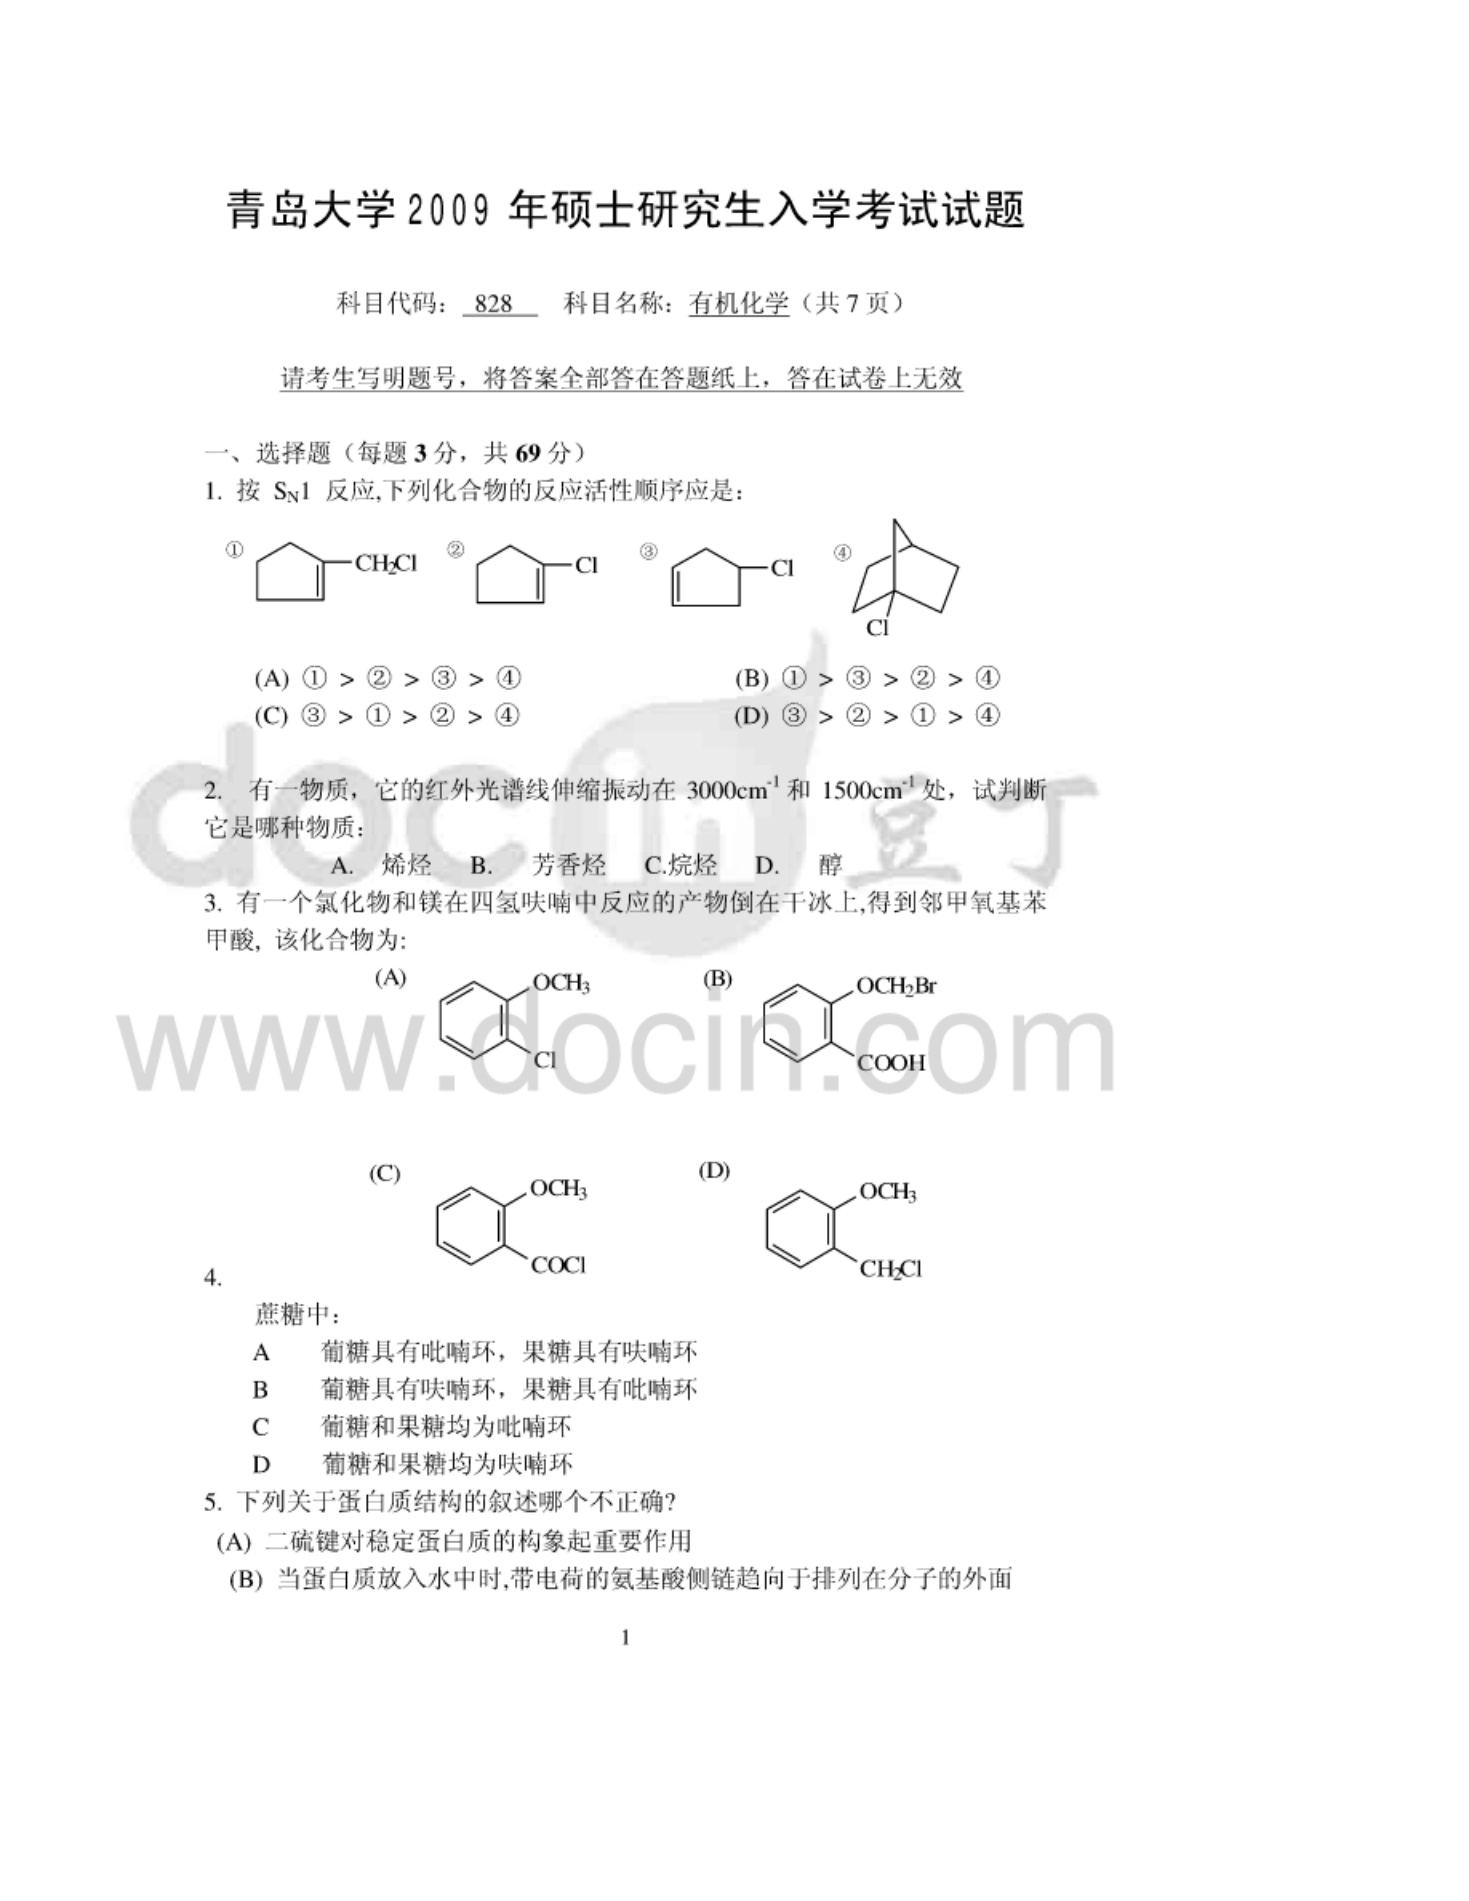 青岛大学2009 年硕士研究生入学考试试题
科目代码： 828 科目名称：有机化学（共 7 页）
请考生写明题号，将答案全部答在答题纸上，答在试卷上无效
一、选择题（每题 3 分，共 69 分）
1. 按 SN1 反应,下列化合物的反应活性顺序应是：
① CH2Cl ② Cl ③ Cl ④ Cl
(A) ① > ② > ③ > ④ (B) ① > ③ > ② > ④
(C) ③ > ① > ② > ④ (D) ③ > ② > ① > ④
2. 有一物质，它的红外光谱线伸缩振动在 3000cm-1 和 1500cm-1 处，试判断
它是哪种物质：
A. 烯烃 B. 芳香烃 C.烷烃 D. 醇
3. 有一个氯化物和镁在四氢呋喃中反应的产物倒在干冰上,得到邻甲氧基苯
甲酸, 该化合物为:
(A) OCH3 Cl (B) OCH2Br COOH
(C) OCH3 COCl (D) OCH3 CH2Cl
4.
蔗糖中：
A 葡糖具有吡喃环，果糖具有呋喃环
B 葡糖具有呋喃环，果糖具有吡喃环
C 葡糖和果糖均为吡喃环
D 葡糖和果糖均为呋喃环
5. 下列关于蛋白质结构的叙述哪个不正确?
(A) 二硫键对稳定蛋白质的构象起重要作用
(B) 当蛋白质放入水中时,带电荷的氨基酸侧链趋向于排列在分子的外面
1
docin 豆丁
www.docin.com